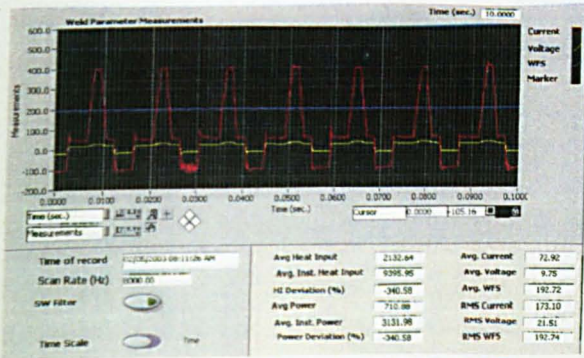 Weld Parameter Measurements
Time (sec.) 10.0000
600.0
500.0
400.0
300.0
200.0
100.0
0.0
-100.0
-200.0
Measurements
0.0000 0.0100 0.0200 0.0300 0.0400 0.0500 0.0600 0.0700 0.0800 0.0900 0.1000
Time (sec.)
Current
Voltage
WFS
Marker
Time (sec.)
Measurements
Cursor 0.0000 -105.16
Time of record
Scan Rate (Hz) 8000.00
SW Filter
Time Scale Time
Avg Heat Input 2132.64
Avg. Inst. Heat Input 9395.95
HI Deviation (%) -340.58
Avg Power 710.88
Avg. Inst. Power 3131.98
Power Deviation (%) -340.58
Avg. Current 72.92
Avg. Voltage 9.75
Avg. WFS 192.72
RMS Current 173.10
RMS Voltage 21.51
RMS WFS 192.74